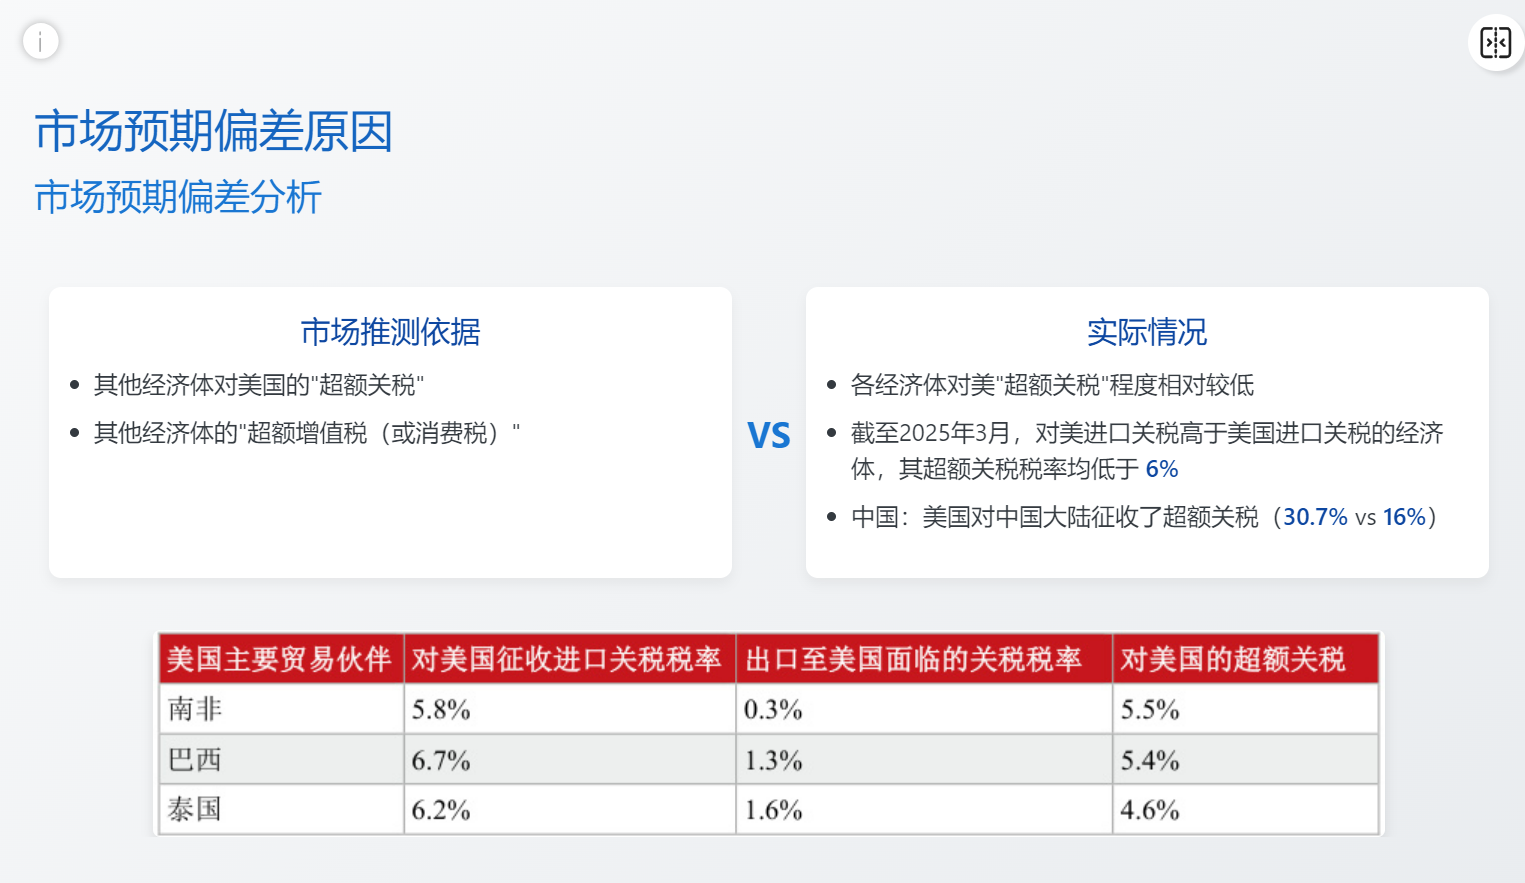 市场预期偏差原因
市场预期偏差分析
市场推测依据
其他经济体对美国的"超额关税"
其他经济体的"超额增值税（或消费税）"
VS
实际情况
各经济体对美"超额关税"程度相对较低
截至2025年3月，对美进口关税高于美国进口关税的经济
体，其超额关税税率均低于 6%
中国：美国对中国大陆征收了超额关税（30.7% vs 16%）
美国主要贸易伙伴 对美国征收进口关税税率 出口至美国面临的关税税率 对美国的超额关税
南非 5.8% 0.3% 5.5%
巴西 6.7% 1.3% 5.4%
泰国 6.2% 1.6% 4.6%